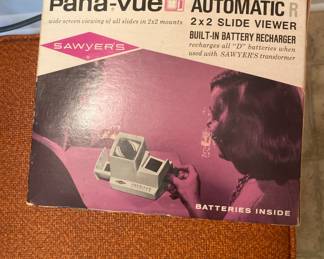 Pana-Vue
AUTOMATIC R
wide screen viewing of all slides in 2x2 mounts
2x2 SLIDE VIEWER
BUILT-IN BATTERY RECHARGER
recharges all "D" batteries when
used with SAWYER'S transformer
SAWYER'S
BATTERIES INSIDE